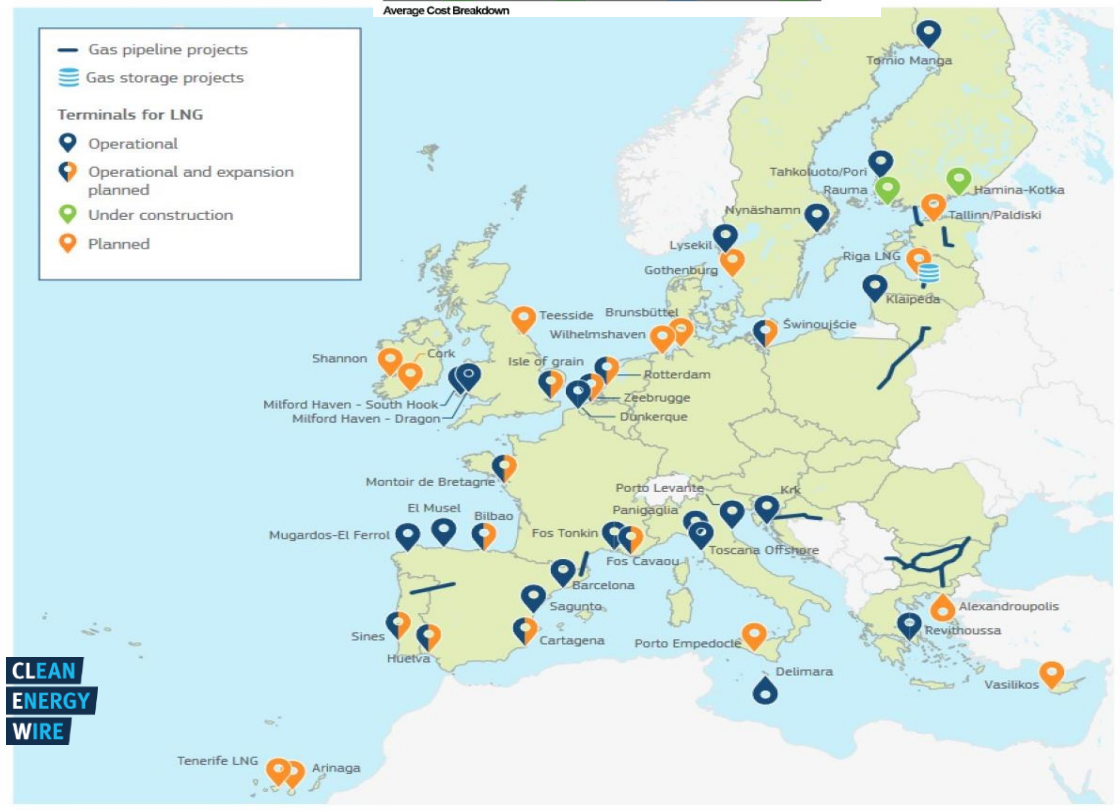 Average Cost Breakdown
Gas pipeline projects
Gas storage projects
Terminals for LNG
Operational
Operational and expansion
planned
Under construction
Planned
Tornio Manga
Tahkoluoto/Pori
Rauma
Hamina-Kotka
Nynäshamn
Tallinn/Paldiski
Lysekil
Riga LNG
Gothenburg
Klaipėda
Teesside
Brunsbüttel
Świnoujście
Wilhelmshaven
Shannon
Cork
Isle of grain
Rotterdam
Milford Haven - South Hook
Zeebrugge
Milford Haven - Dragon
Dunkerque
Montoir de Bretagne
Porto Levante
Krk
El Musel
Bilbao
Panigaglia
Mugardos-El Ferrol
Fos Tonkin
Toscana Offshore
Fos Cavaou
Barcelona
Sagunto
Alexandroupolis
Sines
Cartagena
Porto Empedocle
Revithoussa
Huelva
Delimara
Vasilikos
CLEAN
ENERGY
WIRE
Tenerife LNG
Arinaga